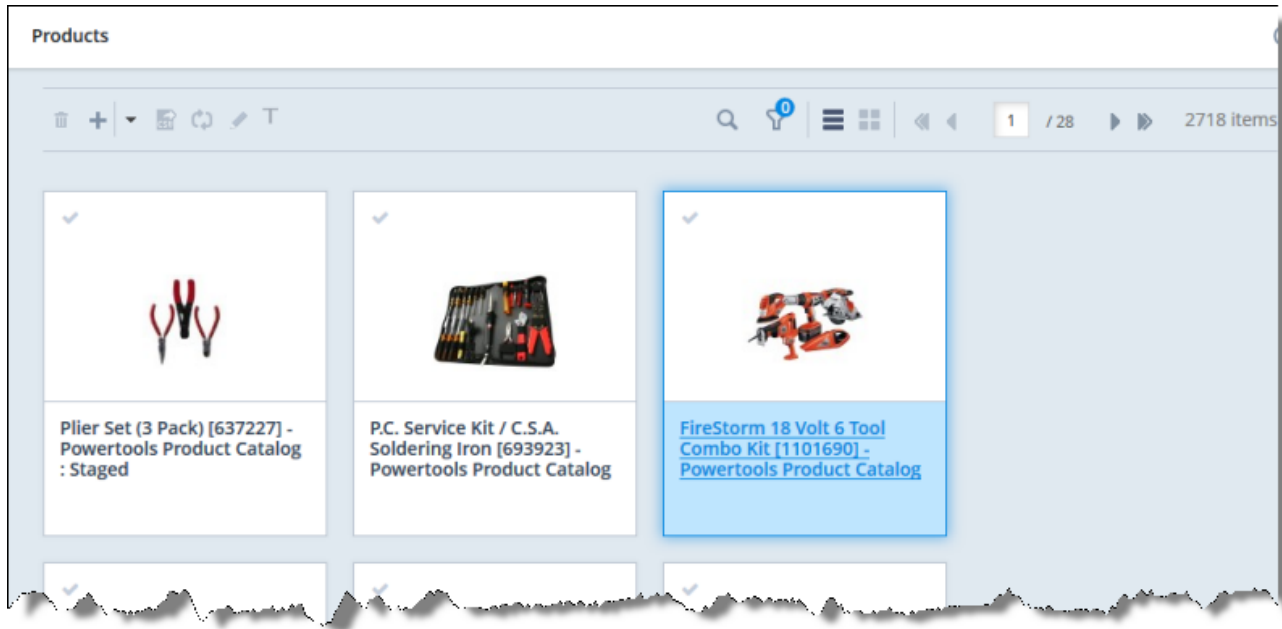 Products
0
1 / 28 2718 items
Plier Set (3 Pack) [637227] -
Powertools Product Catalog
: Staged
P.C. Service Kit / C.S.A.
Soldering Iron [693923] -
Powertools Product Catalog
FireStorm 18 Volt 6 Tool
Combo Kit [1101690] -
Powertools Product Catalog